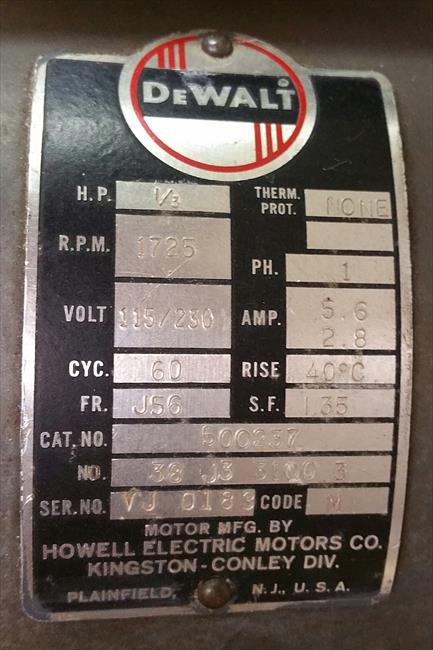 DEWALT
H.P. 1/3 THERM. PROT. NONE
R.P.M. 1725
PH. 1
VOLT 115/230 AMP. 5.6
2.8
CYC. 60 RISE 40°C
FR. J56 S.F. 1.35
CAT. NO. 500237
NO. 38 J3 3100 3
SER. NO. VJ 0189 CODE M
MOTOR MFG. BY
HOWELL ELECTRIC MOTORS CO.
KINGSTON-CONLEY DIV.
PLAINFIELD, N.J., U.S.A.